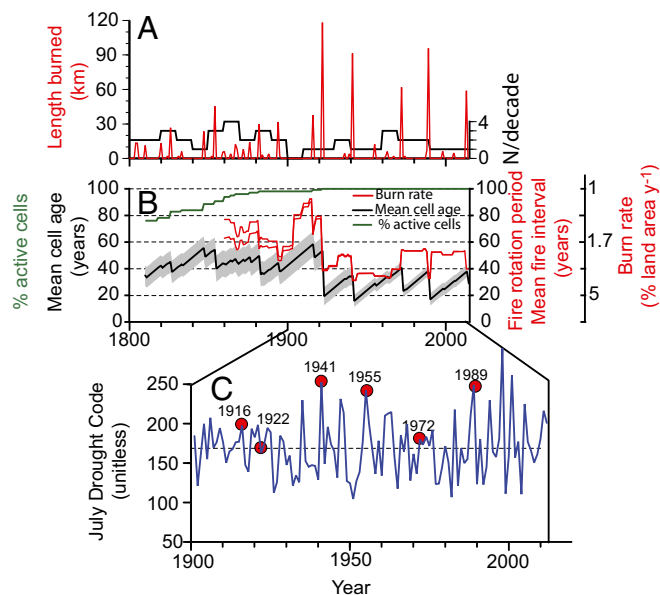 A
120
90
60
30
0
Length burned
(km)
4
2
0
N/decade
B
100
80
60
40
20
0
% active cells
Mean cell age
(years)
Burn rate
Mean cell age
% active cells
100
80
60
40
20
0
Fire rotation period
Mean fire interval
(years)
1
1.7
5
Burn rate
(% land area y-1)
1800
1900
2000
C
250
200
150
100
50
July Drought Code
(unitless)
1916
1922
1941
1955
1972
1989
1900
1950
2000
Year